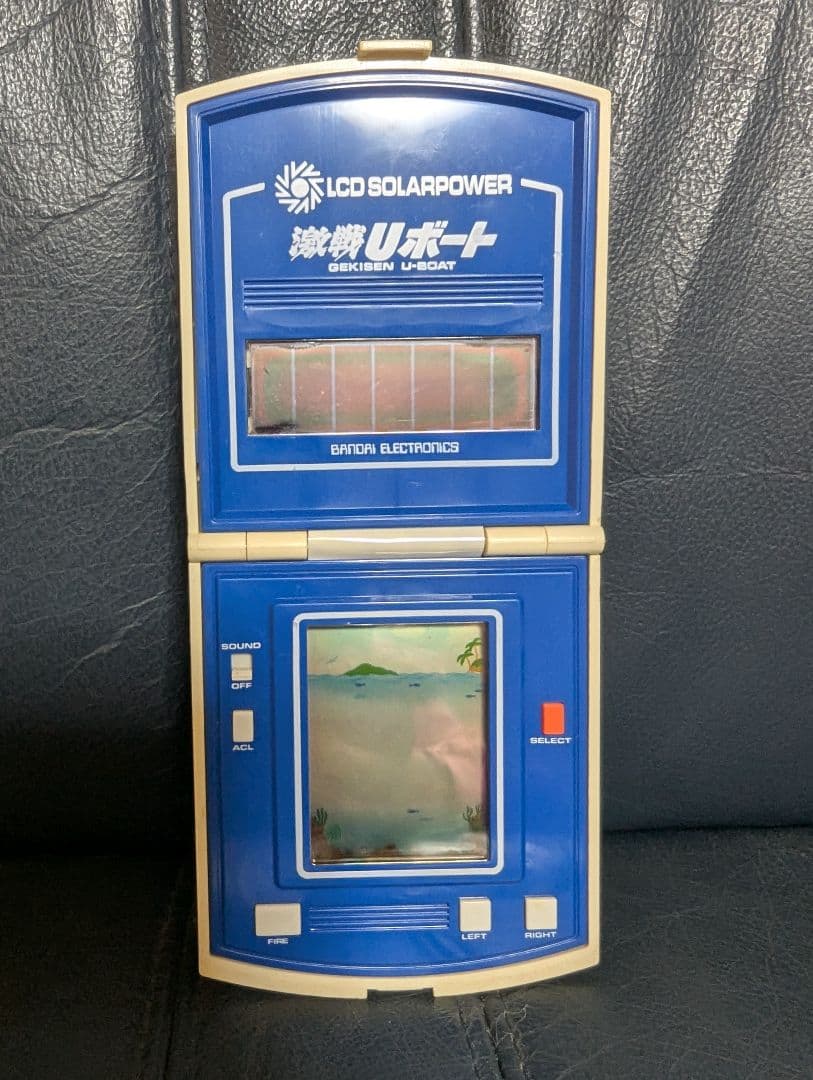 LCD SOLARPOWER
激戦Uボート
GEKISEN U-BOAT
BANDAI ELECTRONICS
SOUND
OFF
ACL
SELECT
FIRE
LEFT
RIGHT